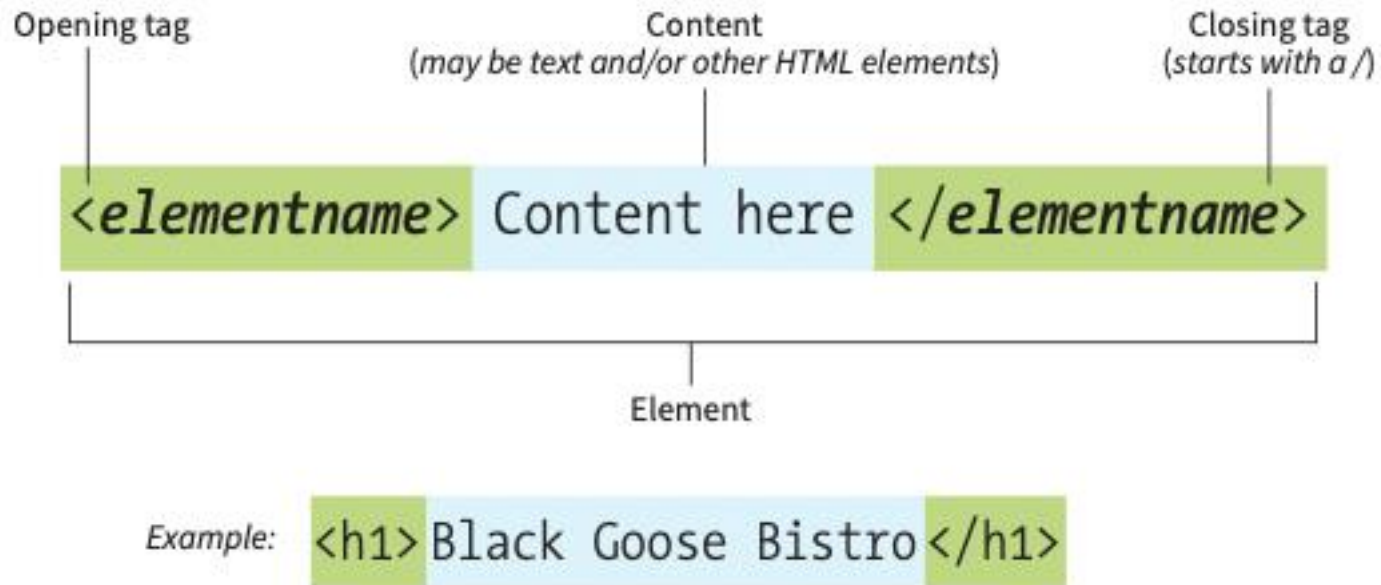 Opening tag
Content
(may be text and/or other HTML elements)
Closing tag
(starts with a /)
<elementname> Content here </elementname>
Element
Example: <h1>Black Goose Bistro</h1>